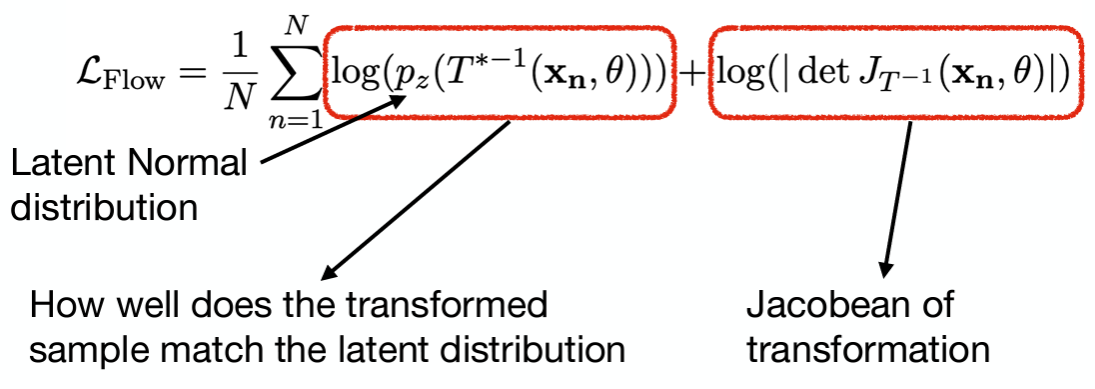 $\mathcal{L}_{\text{Flow}} = \frac{1}{N} \sum_{n=1}^{N} \log(p_z(T^{*-1}(\mathbf{x_n}, \theta))) + \log(|\det J_{T^{-1}}(\mathbf{x_n}, \theta)|)$
Latent Normal
distribution
How well does the transformed
sample match the latent distribution
Jacobean of
transformation